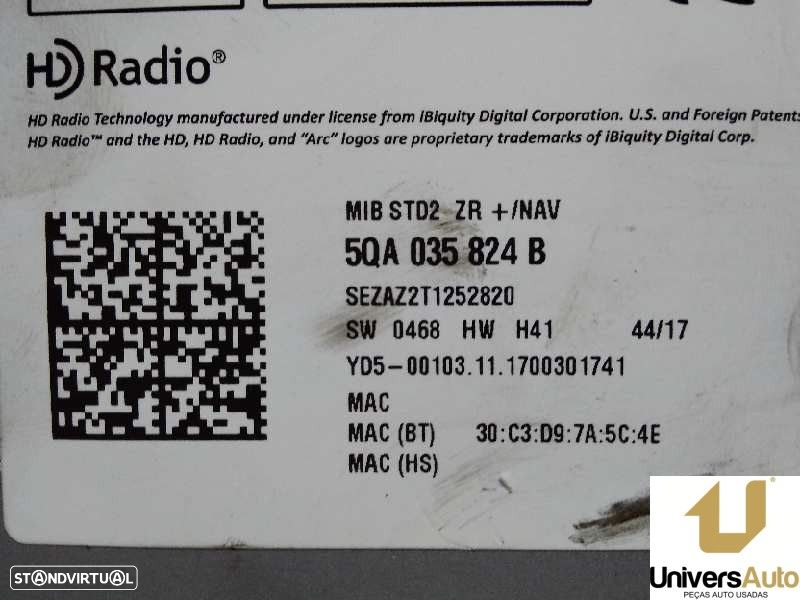 HD Radio®
HD Radio Technology manufactured under license from iBiquity Digital Corporation. U.S. and Foreign Patents
HD Radio™ and the HD, HD Radio, and “Arc” logos are proprietary trademarks of iBiquity Digital Corp.
MIB STD2 ZR +/NAV
5QA 035 824 B
SEZAZ2T1252820
SW 0468 HW H41 44/17
YD5-00103.11.1700301741
MAC
MAC (BT) 30:C3:D9:7A:5C:4E
MAC (HS)
UniversAuto
PEÇAS AUTO USADAS
STANDVIRTUAL